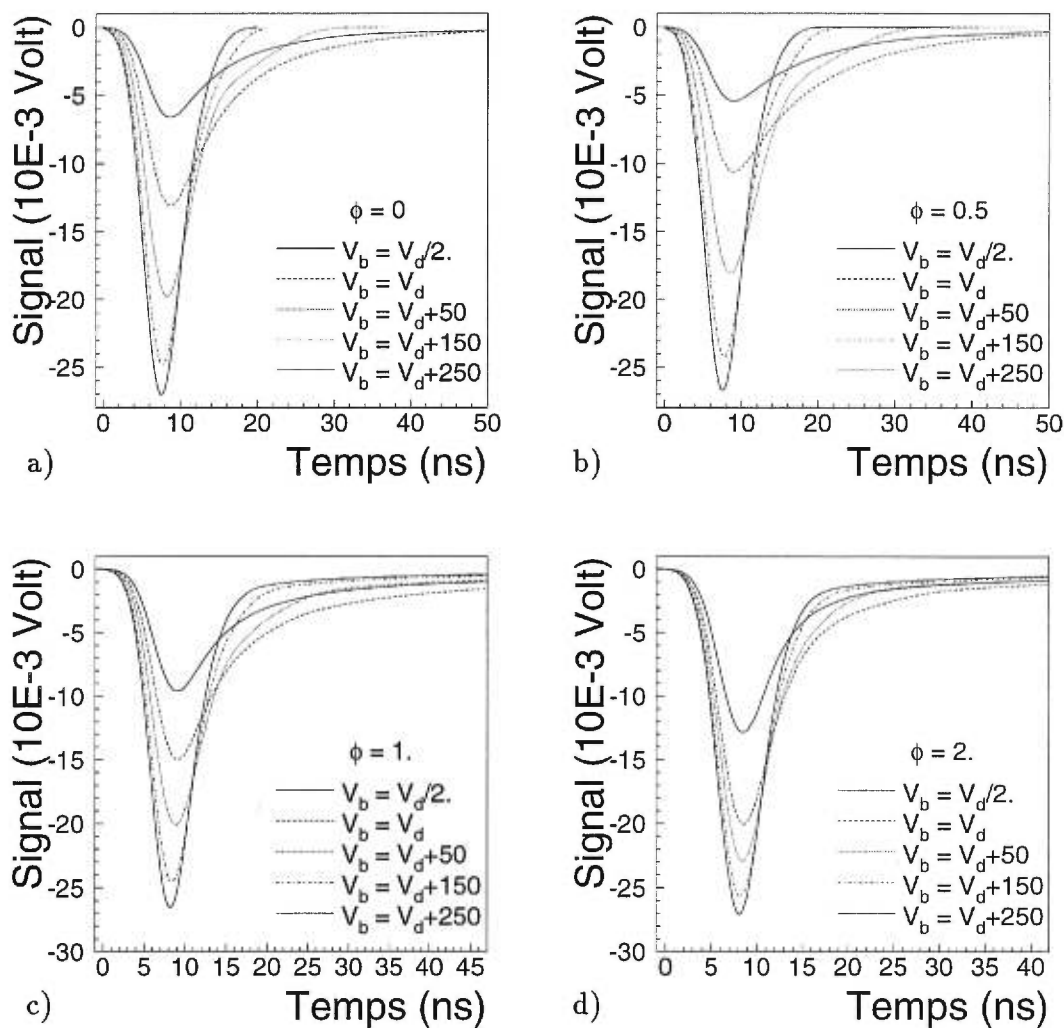 Signal (10E-3 Volt)
0
-5
-10
-15
-20
-25
ϕ = 0
V_b = V_d/2.
V_b = V_d
V_b = V_d+50
V_b = V_d+150
V_b = V_d+250
0 10 20 30 40 50
a) Temps (ns)
Signal (10E-3 Volt)
0
-5
-10
-15
-20
-25
ϕ = 0.5
V_b = V_d/2.
V_b = V_d
V_b = V_d+50
V_b = V_d+150
V_b = V_d+250
0 10 20 30 40 50
b) Temps (ns)
Signal (10E-3 Volt)
0
-5
-10
-15
-20
-25
-30
ϕ = 1.
V_b = V_d/2.
V_b = V_d
V_b = V_d+50
V_b = V_d+150
V_b = V_d+250
0 5 10 15 20 25 30 35 40 45
c) Temps (ns)
Signal (10E-3 Volt)
0
-5
-10
-15
-20
-25
-30
ϕ = 2.
V_b = V_d/2.
V_b = V_d
V_b = V_d+50
V_b = V_d+150
V_b = V_d+250
0 5 10 15 20 25 30 35 40
d) Temps (ns)